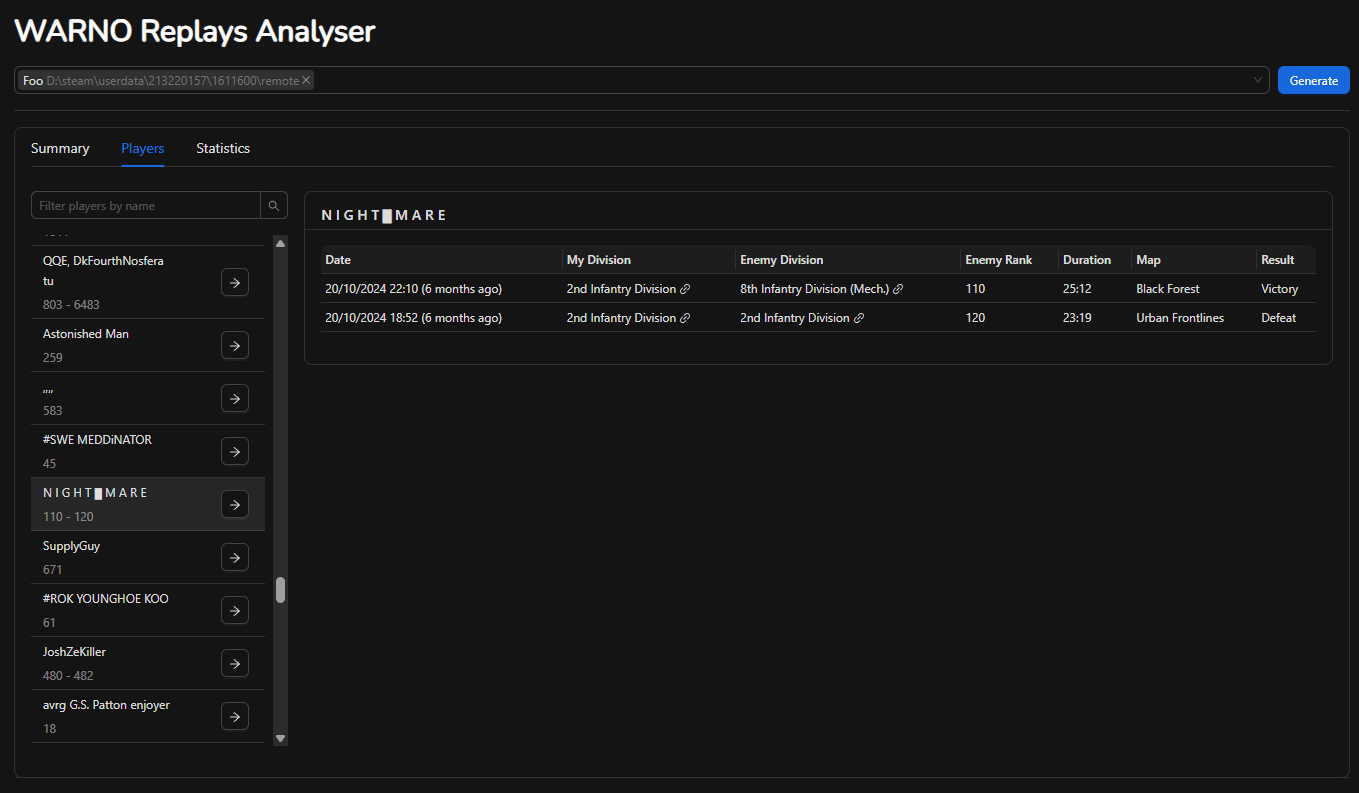 WARNO Replays Analyser
Foo D:\steam\userdata\213220157\1611600\remote
Generate
Summary Players Statistics
Filter players by name
QQE, DkFourthNosfera
tu
803 - 6483
Astonished Man
259
,,,,
583
#SWE MEDDiNATOR
45
N I G H T█M A R E
110 - 120
SupplyGuy
671
#ROK YOUNGHOE KOO
61
JoshZeKiller
480 - 482
avrg G.S. Patton enjoyer
18
N I G H T█M A R E
Date My Division Enemy Division Enemy Rank Duration Map Result
20/10/2024 22:10 (6 months ago) 2nd Infantry Division 8th Infantry Division (Mech.) 110 25:12 Black Forest Victory
20/10/2024 18:52 (6 months ago) 2nd Infantry Division 2nd Infantry Division 120 23:19 Urban Frontlines Defeat